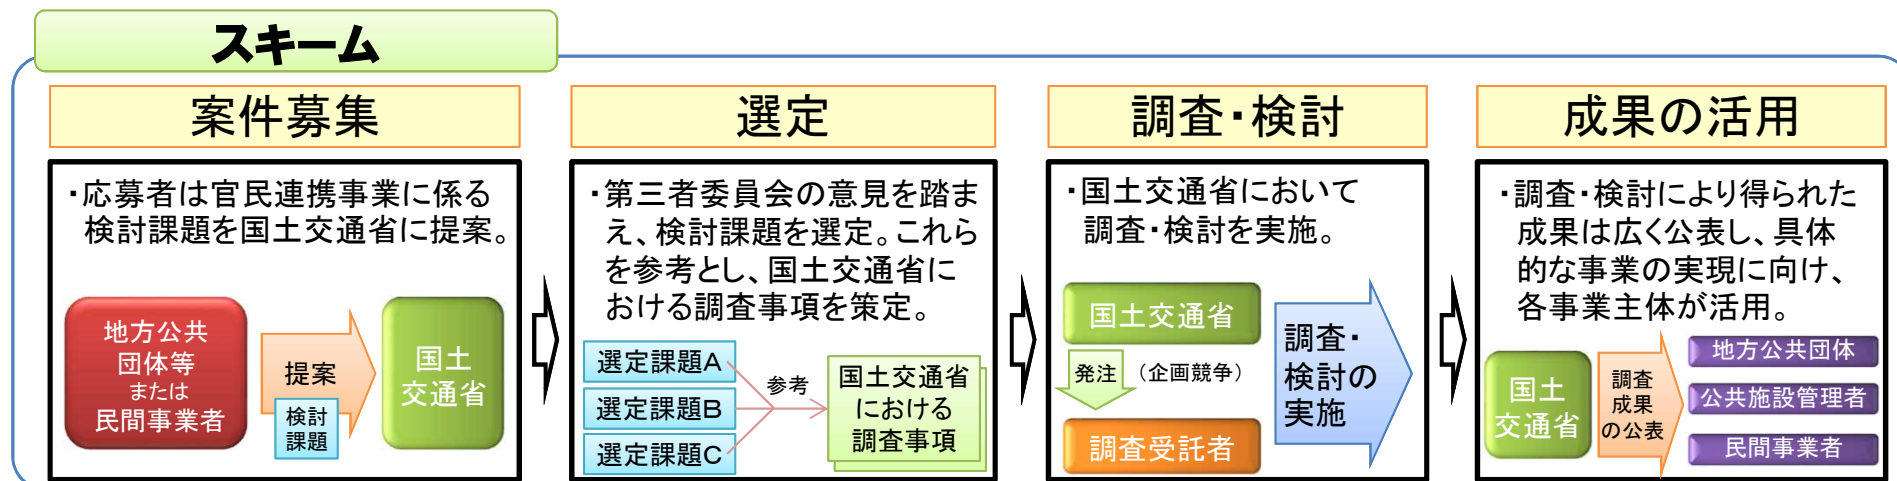 スキーム
案件募集
・応募者は官民連携事業に係る
検討課題を国土交通省に提案。
地方公共
団体等
または
民間事業者
提案
検討
課題
国土
交通省
選定
・第三者委員会の意見を踏ま
え、検討課題を選定。これら
を参考とし、国土交通省に
おける調査事項を策定。
選定課題A
選定課題B
選定課題C
参考
国土交通省
における
調査事項
調査・検討
・国土交通省において
調査・検討を実施。
国土交通省
発注
（企画競争）
調査受託者
調査・
検討の
実施
成果の活用
・調査・検討により得られた
成果は広く公表し、具体
的な事業の実現に向け、
各事業主体が活用。
国土
交通省
調査
成果
の公表
地方公共団体
公共施設管理者
民間事業者